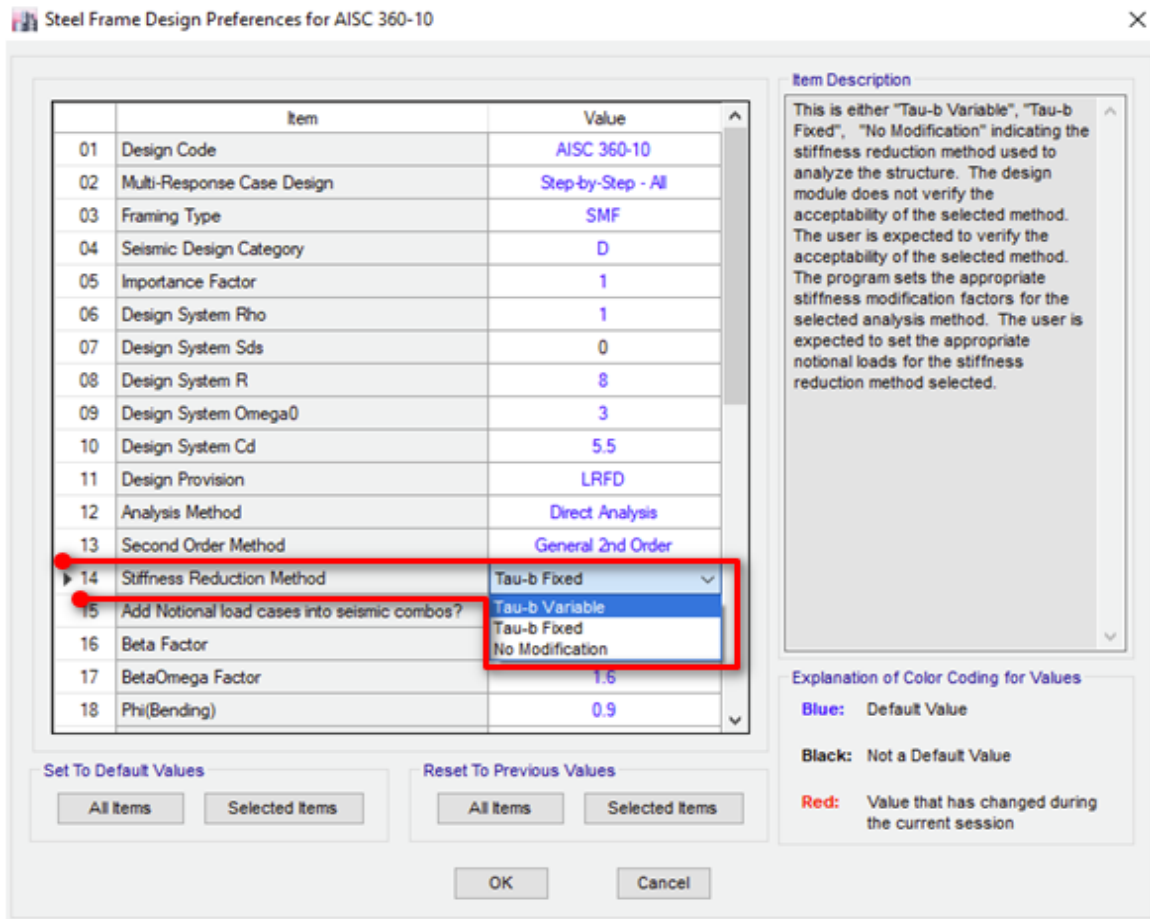 Steel Frame Design Preferences for AISC 360-10
Item Value
01 Design Code AISC 360-10
02 Multi-Response Case Design Step-by-Step - All
03 Framing Type SMF
04 Seismic Design Category D
05 Importance Factor 1
06 Design System Rho 1
07 Design System Sds 0
08 Design System R 8
09 Design System Omega0 3
10 Design System Cd 5.5
11 Design Provision LRFD
12 Analysis Method Direct Analysis
13 Second Order Method General 2nd Order
14 Stiffness Reduction Method Tau-b Fixed
15 Add Notional load cases into seismic combos? Tau-b Variable
Tau-b Fixed
16 Beta Factor No Modification
17 BetaOmega Factor 1.6
18 Phi(Bending) 0.9
Set To Default Values
All Items Selected Items
Reset To Previous Values
All Items Selected Items
Item Description
This is either "Tau-b Variable", "Tau-b
Fixed", "No Modification" indicating the
stiffness reduction method used to
analyze the structure. The design
module does not verify the
acceptability of the selected method.
The user is expected to verify the
acceptability of the selected method.
The program sets the appropriate
stiffness modification factors for the
selected analysis method. The user is
expected to set the appropriate
notional loads for the stiffness
reduction method selected.
Explanation of Color Coding for Values
Blue: Default Value
Black: Not a Default Value
Red: Value that has changed during
the current session
OK Cancel